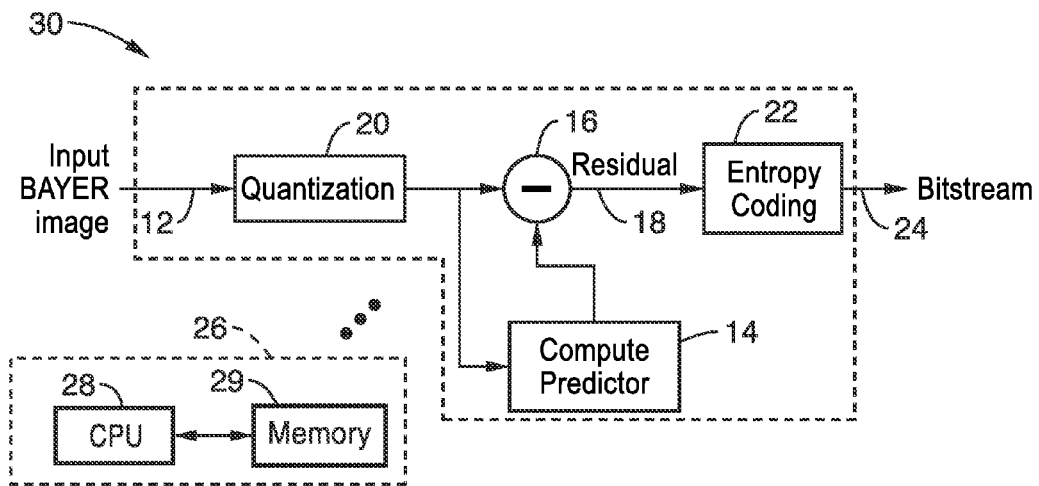 30
20
16
22
Input
BAYER
image
12
Quantization
Residual
18
Entropy
Coding
24
Bitstream
26
14
Compute
Predictor
28
29
CPU
Memory